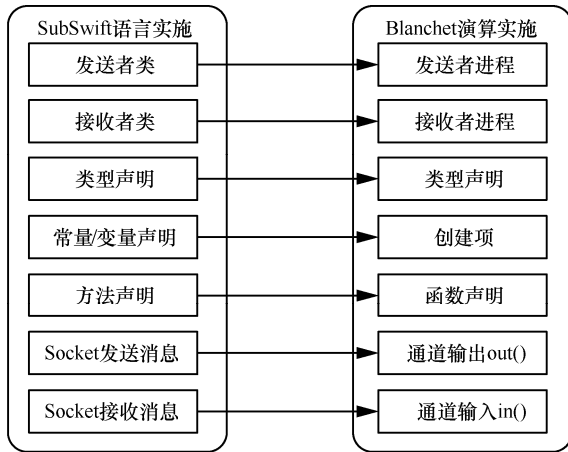 SubSwift语言实施
发送者类
接收者类
类型声明
常量/变量声明
方法声明
Socket发送消息
Socket接收消息
Blanchet演算实施
发送者进程
接收者进程
类型声明
创建项
函数声明
通道输出out()
通道输入in()